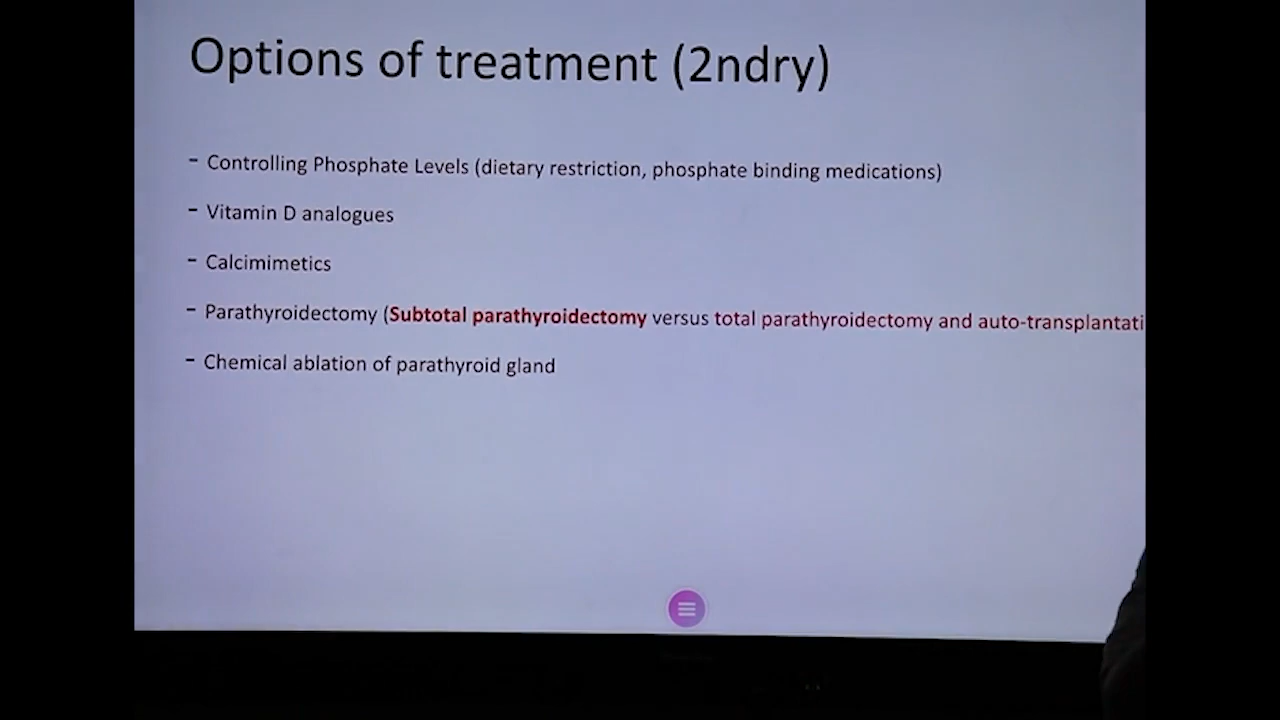 Options of treatment (2ndry)
- Controlling Phosphate Levels (dietary restriction, phosphate binding medications)
- Vitamin D analogues
- Calcimimetics
- Parathyroidectomy (Subtotal parathyroidectomy versus total parathyroidectomy and auto-transplantati
- Chemical ablation of parathyroid gland